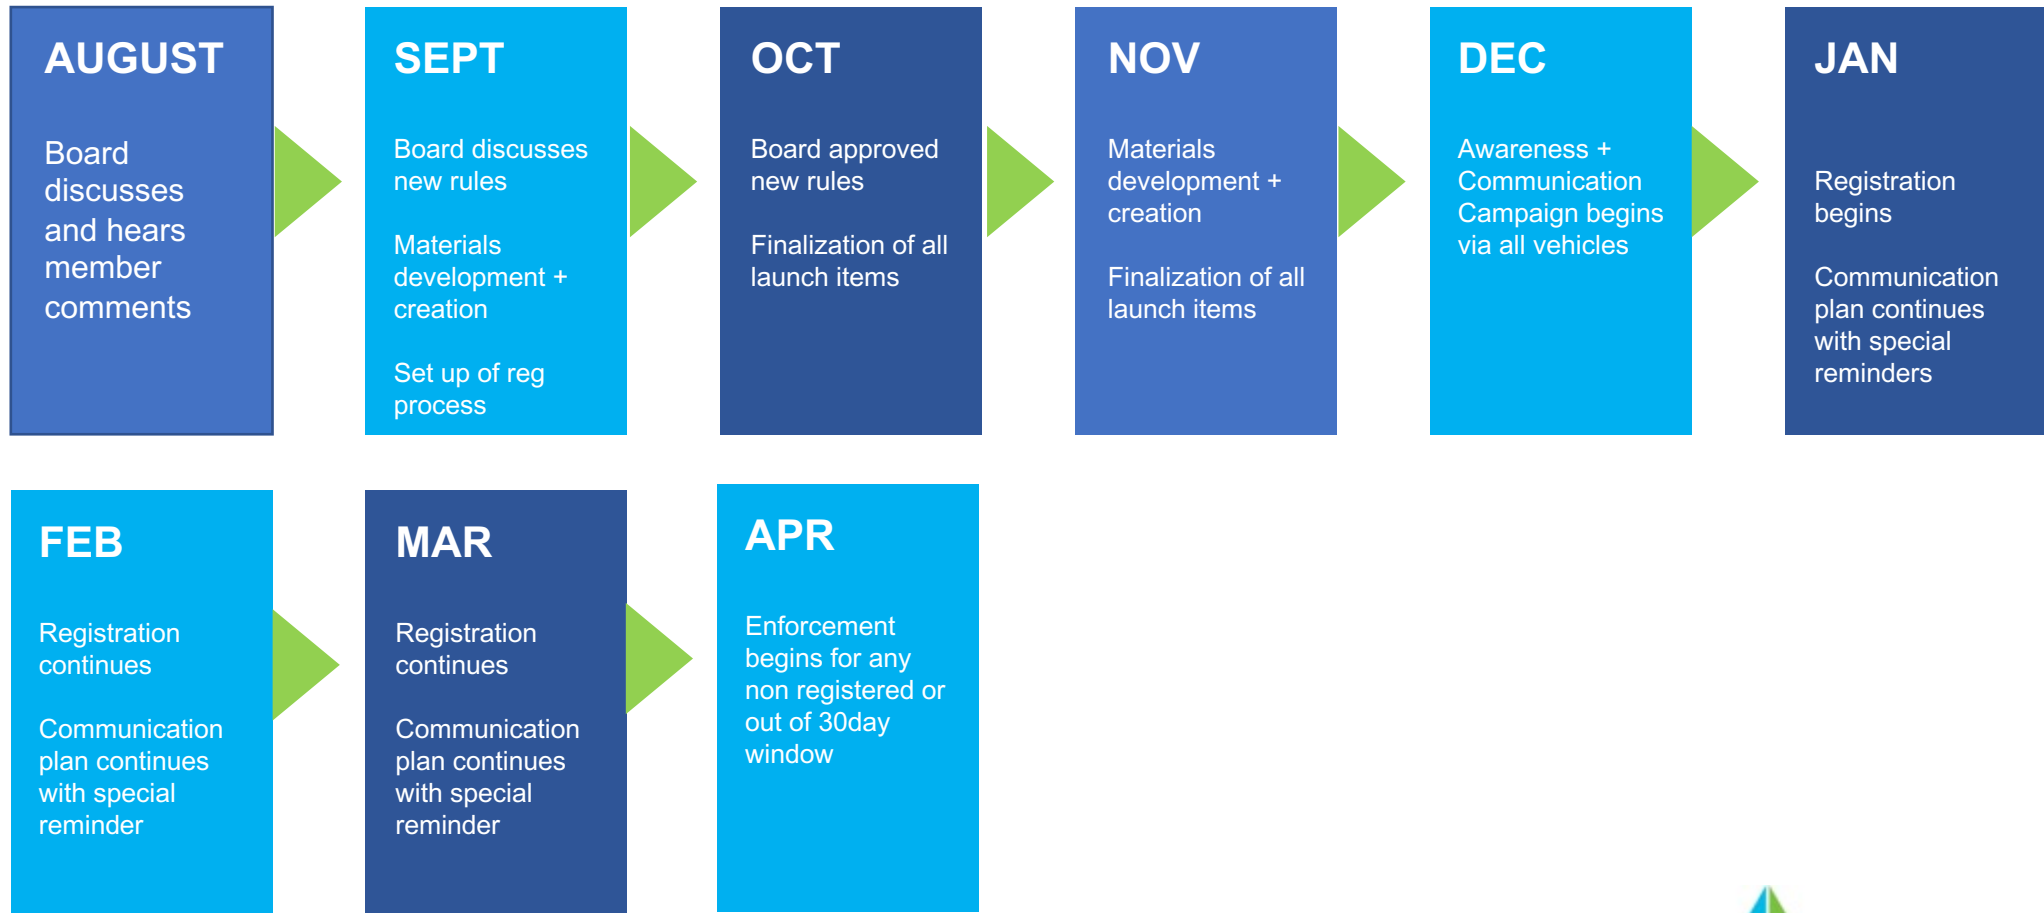 AUGUST
Board
discusses
and hears
member
comments
SEPT
Board discusses
new rules
Materials
development +
creation
Set up of reg
process
OCT
Board approved
new rules
Finalization of all
launch items
NOV
Materials
development +
creation
Finalization of all
launch items
DEC
Awareness +
Communication
Campaign begins
via all vehicles
JAN
Registration
begins
Communication
plan continues
with special
reminders
FEB
Registration
continues
Communication
plan continues
with special
reminder
MAR
Registration
continues
Communication
plan continues
with special
reminder
APR
Enforcement
begins for any
non registered or
out of 30day
window